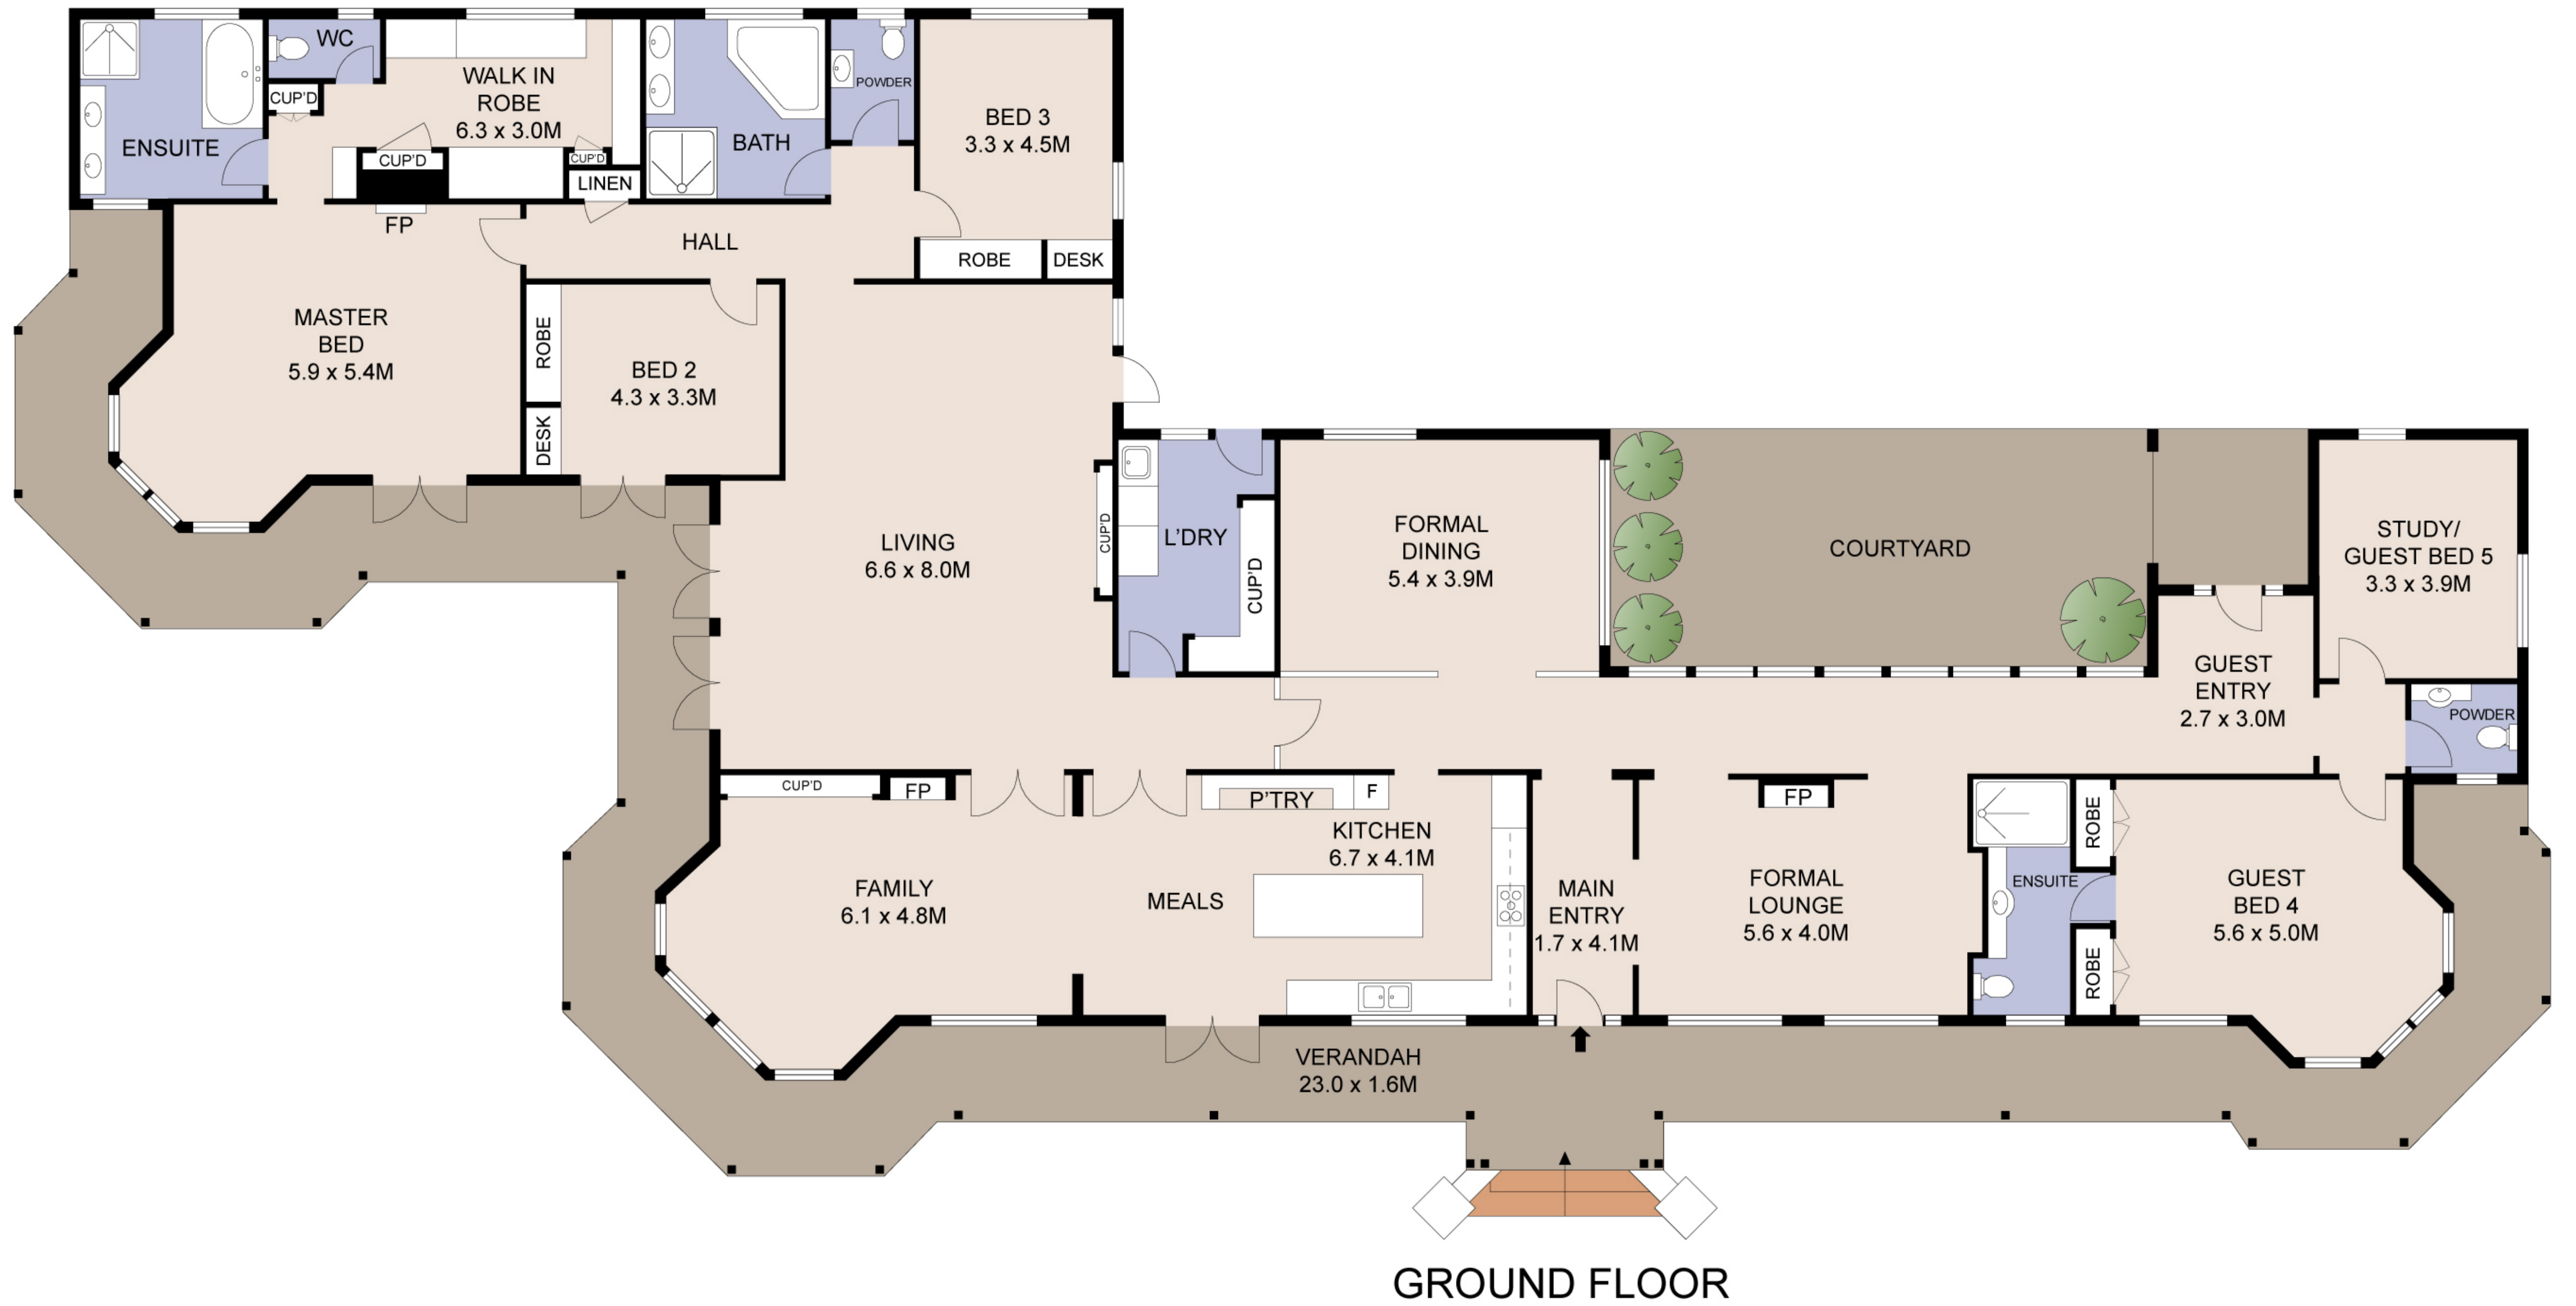 WC
WALK IN
ROBE
6.3 x 3.0M
CUP'D
ENSUITE
CUP'D
CUP'D
LINEN
BATH
POWDER
BED 3
3.3 x 4.5M
ROBE
DESK
FP
HALL
MASTER
BED
5.9 x 5.4M
ROBE
DESK
BED 2
4.3 x 3.3M
LIVING
6.6 x 8.0M
CUP'D
L'DRY
CUP'D
FORMAL
DINING
5.4 x 3.9M
COURTYARD
STUDY/
GUEST BED 5
3.3 x 3.9M
GUEST
ENTRY
2.7 x 3.0M
POWDER
CUP'D
FP
P'TRY
F
KITCHEN
6.7 x 4.1M
FAMILY
6.1 x 4.8M
MEALS
MAIN
ENTRY
1.7 x 4.1M
FP
FORMAL
LOUNGE
5.6 x 4.0M
ENSUITE
ROBE
ROBE
GUEST
BED 4
5.6 x 5.0M
VERANDAH
23.0 x 1.6M
GROUND FLOOR